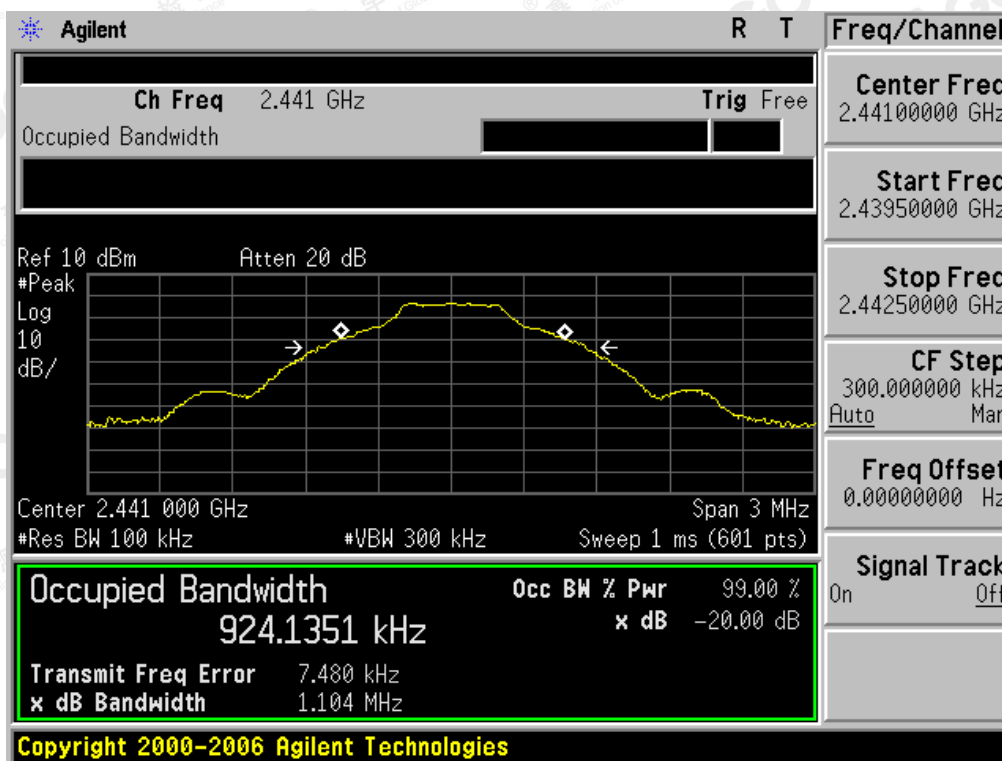 Agilent
R T
Freq/Channel
Ch Freq 2.441 GHz
Trig Free
Occupied Bandwidth
Center Freq
2.44100000 GHz
Start Freq
2.43950000 GHz
Stop Freq
2.44250000 GHz
CF Step
300.000000 kHz
Auto Man
Freq Offset
0.00000000 Hz
Signal Track
On Off
Ref 10 dBm
Atten 20 dB
#Peak
Log
10
dB/
Center 2.441 000 GHz
Span 3 MHz
#Res BW 100 kHz
#VBW 300 kHz
Sweep 1 ms (601 pts)
Occupied Bandwidth
924.1351 kHz
Occ BW % Pwr 99.00 %
x dB -20.00 dB
Transmit Freq Error 7.480 kHz
x dB Bandwidth 1.104 MHz
Copyright 2000-2006 Agilent Technologies